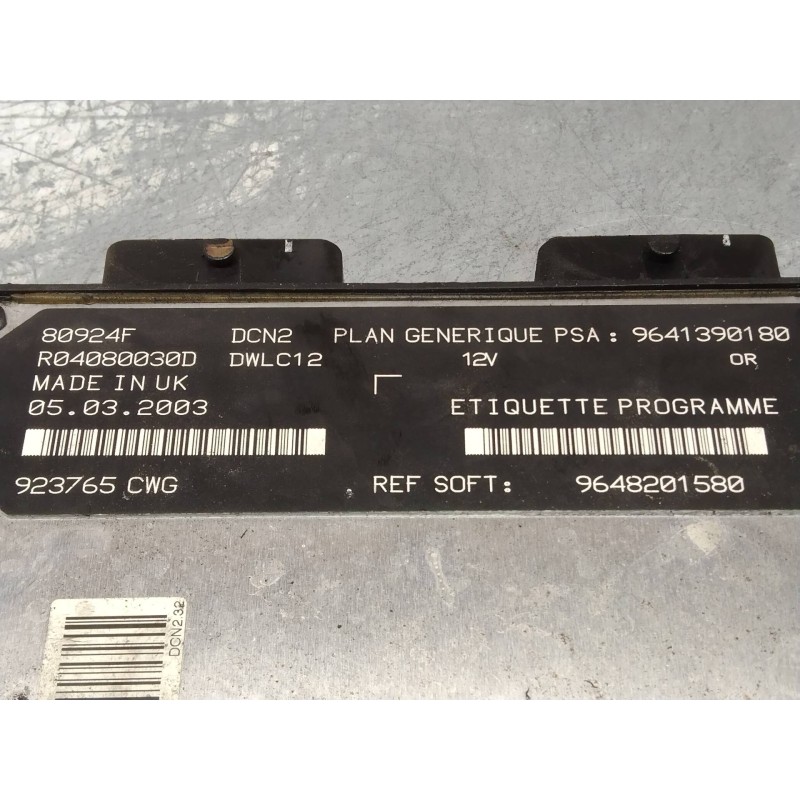 80924F DCN2 PLAN GENERIQUE PSA : 9641390180
R04080030D DWLC12 12V OR
MADE IN UK
05.03.2003 ETIQUETTE PROGRAMME
923765 CWG REF SOFT : 9648201580
DCN2.32